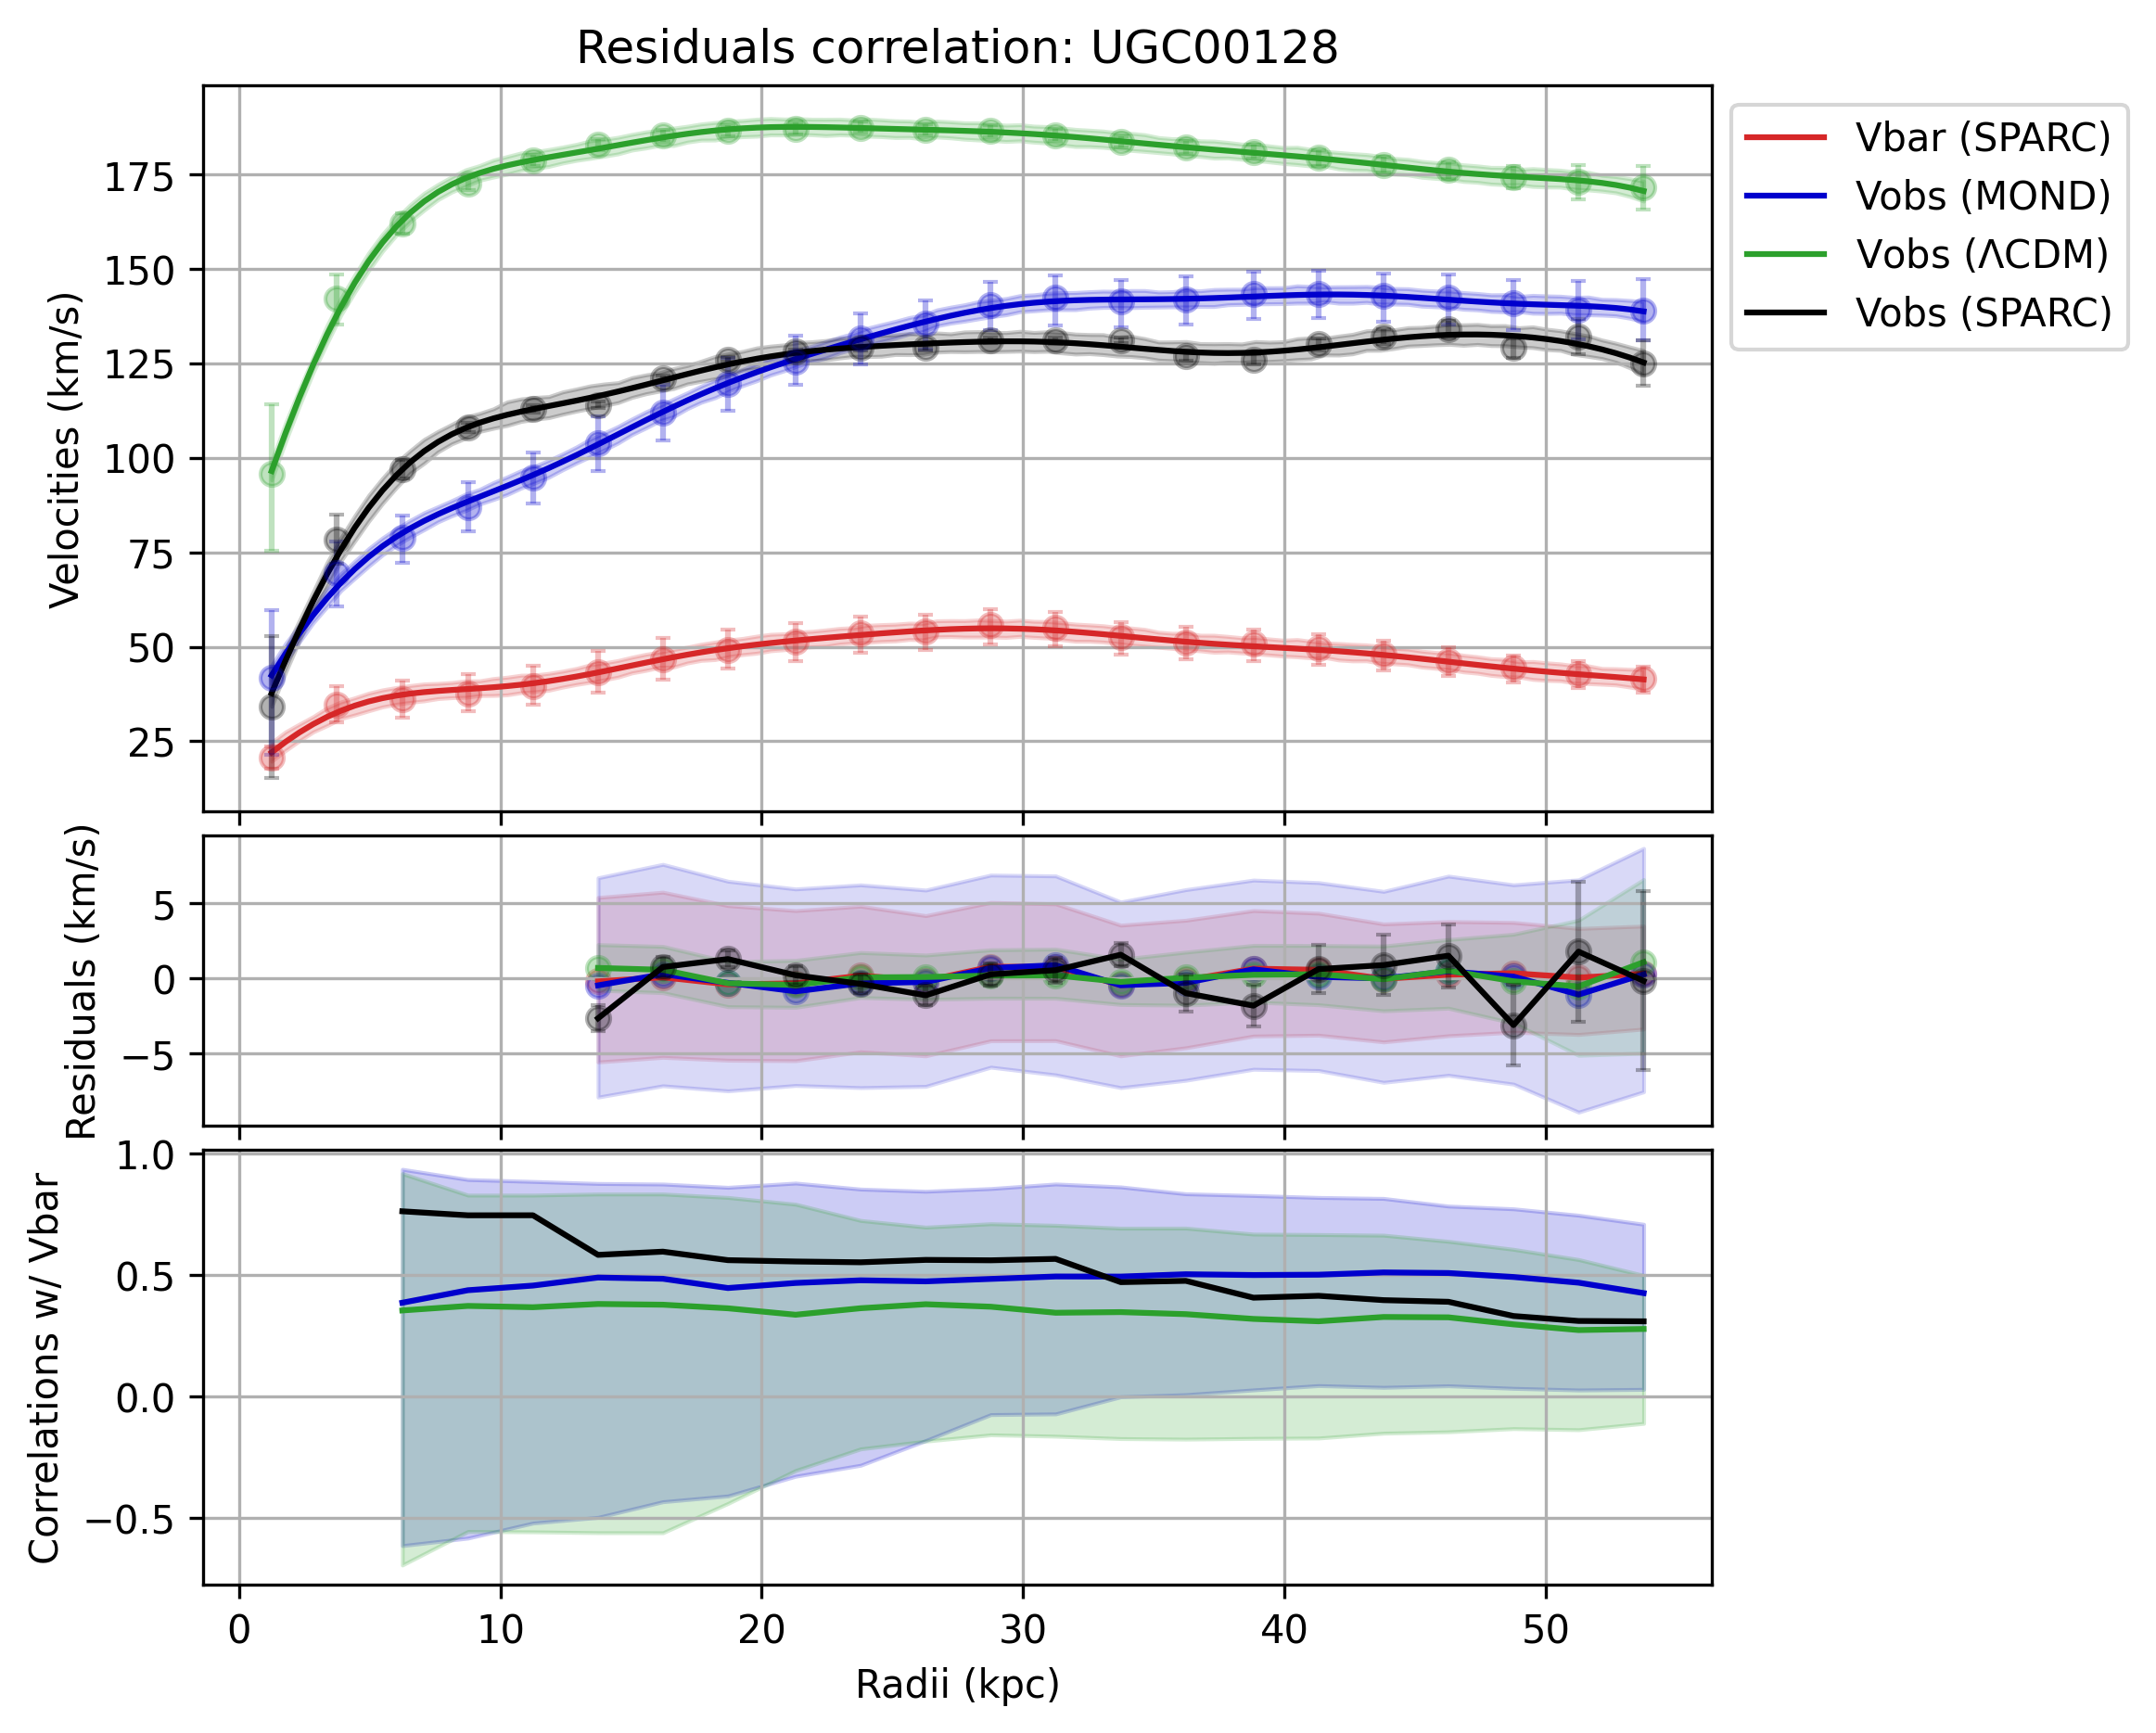 Residuals correlation: UGC00128
Velocities (km/s)
175
150
125
100
75
50
25
Vbar (SPARC)
Vobs (MOND)
Vobs (ΛCDM)
Vobs (SPARC)
Residuals (km/s)
5
0
−5
Correlations w/ Vbar
1.0
0.5
0.0
−0.5
0 10 20 30 40 50
Radii (kpc)